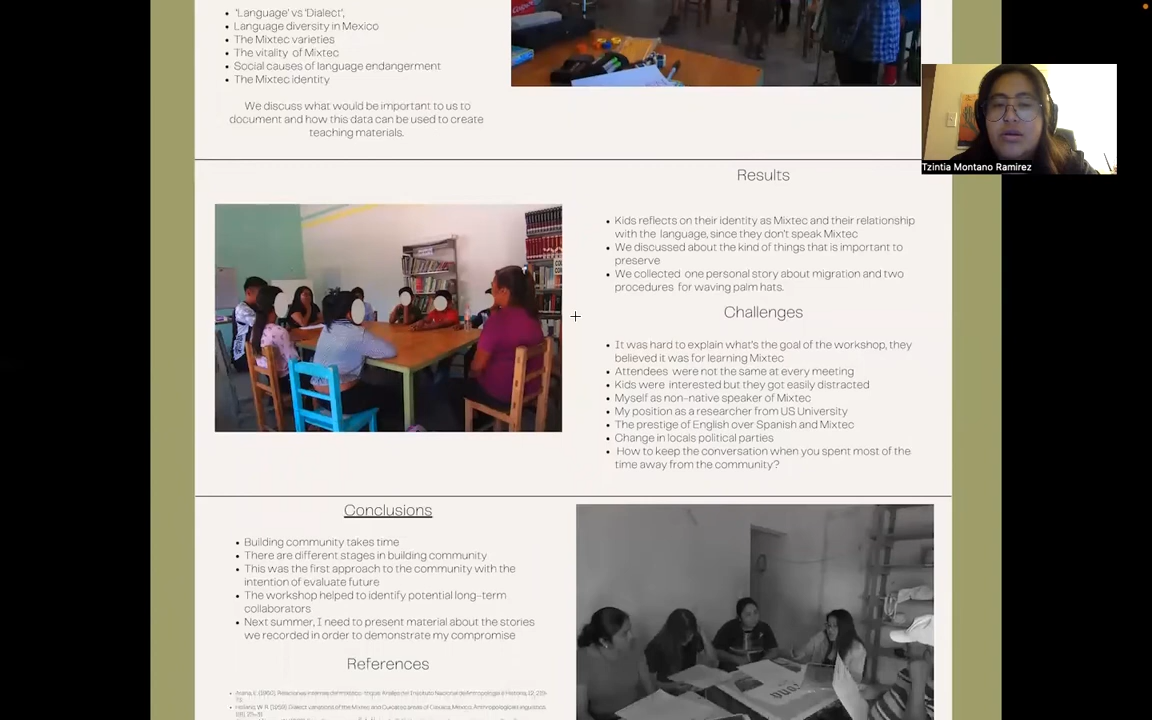 • 'Language' vs 'Dialect',
• Language diversity in Mexico
• The Mixtec varieties
• The vitality of Mixtec
• Social causes of language endangerment
• The Mixtec identity
We discuss what would be important to us to
document and how this data can be used to create
teaching materials.
Tzintia Montano Ramirez
Results
• Kids reflects on their identity as Mixtec and their relationship
with the language, since they don't speak Mixtec
• We discussed about the kind of things that is important to
preserve
• We collected one personal story about migration and two
procedures for waving palm hats.
Challenges
• It was hard to explain what's the goal of the workshop, they
believed it was for learning Mixtec
• Attendees were not the same at every meeting
• Kids were interested but they got easily distracted
• Myself as non-native speaker of Mixtec
• My position as a researcher from US University
• The prestige of English over Spanish and Mixtec
• Change in locals political parties
• How to keep the conversation when you spent most of the
time away from the community?
Conclusions
• Building community takes time
• There are different stages in building community
• This was the first approach to the community with the
intention of evaluate future
• The workshop helped to identify potential long-term
collaborators
• Next summer, I need to present material about the stories
we recorded in order to demonstrate my compromise
References